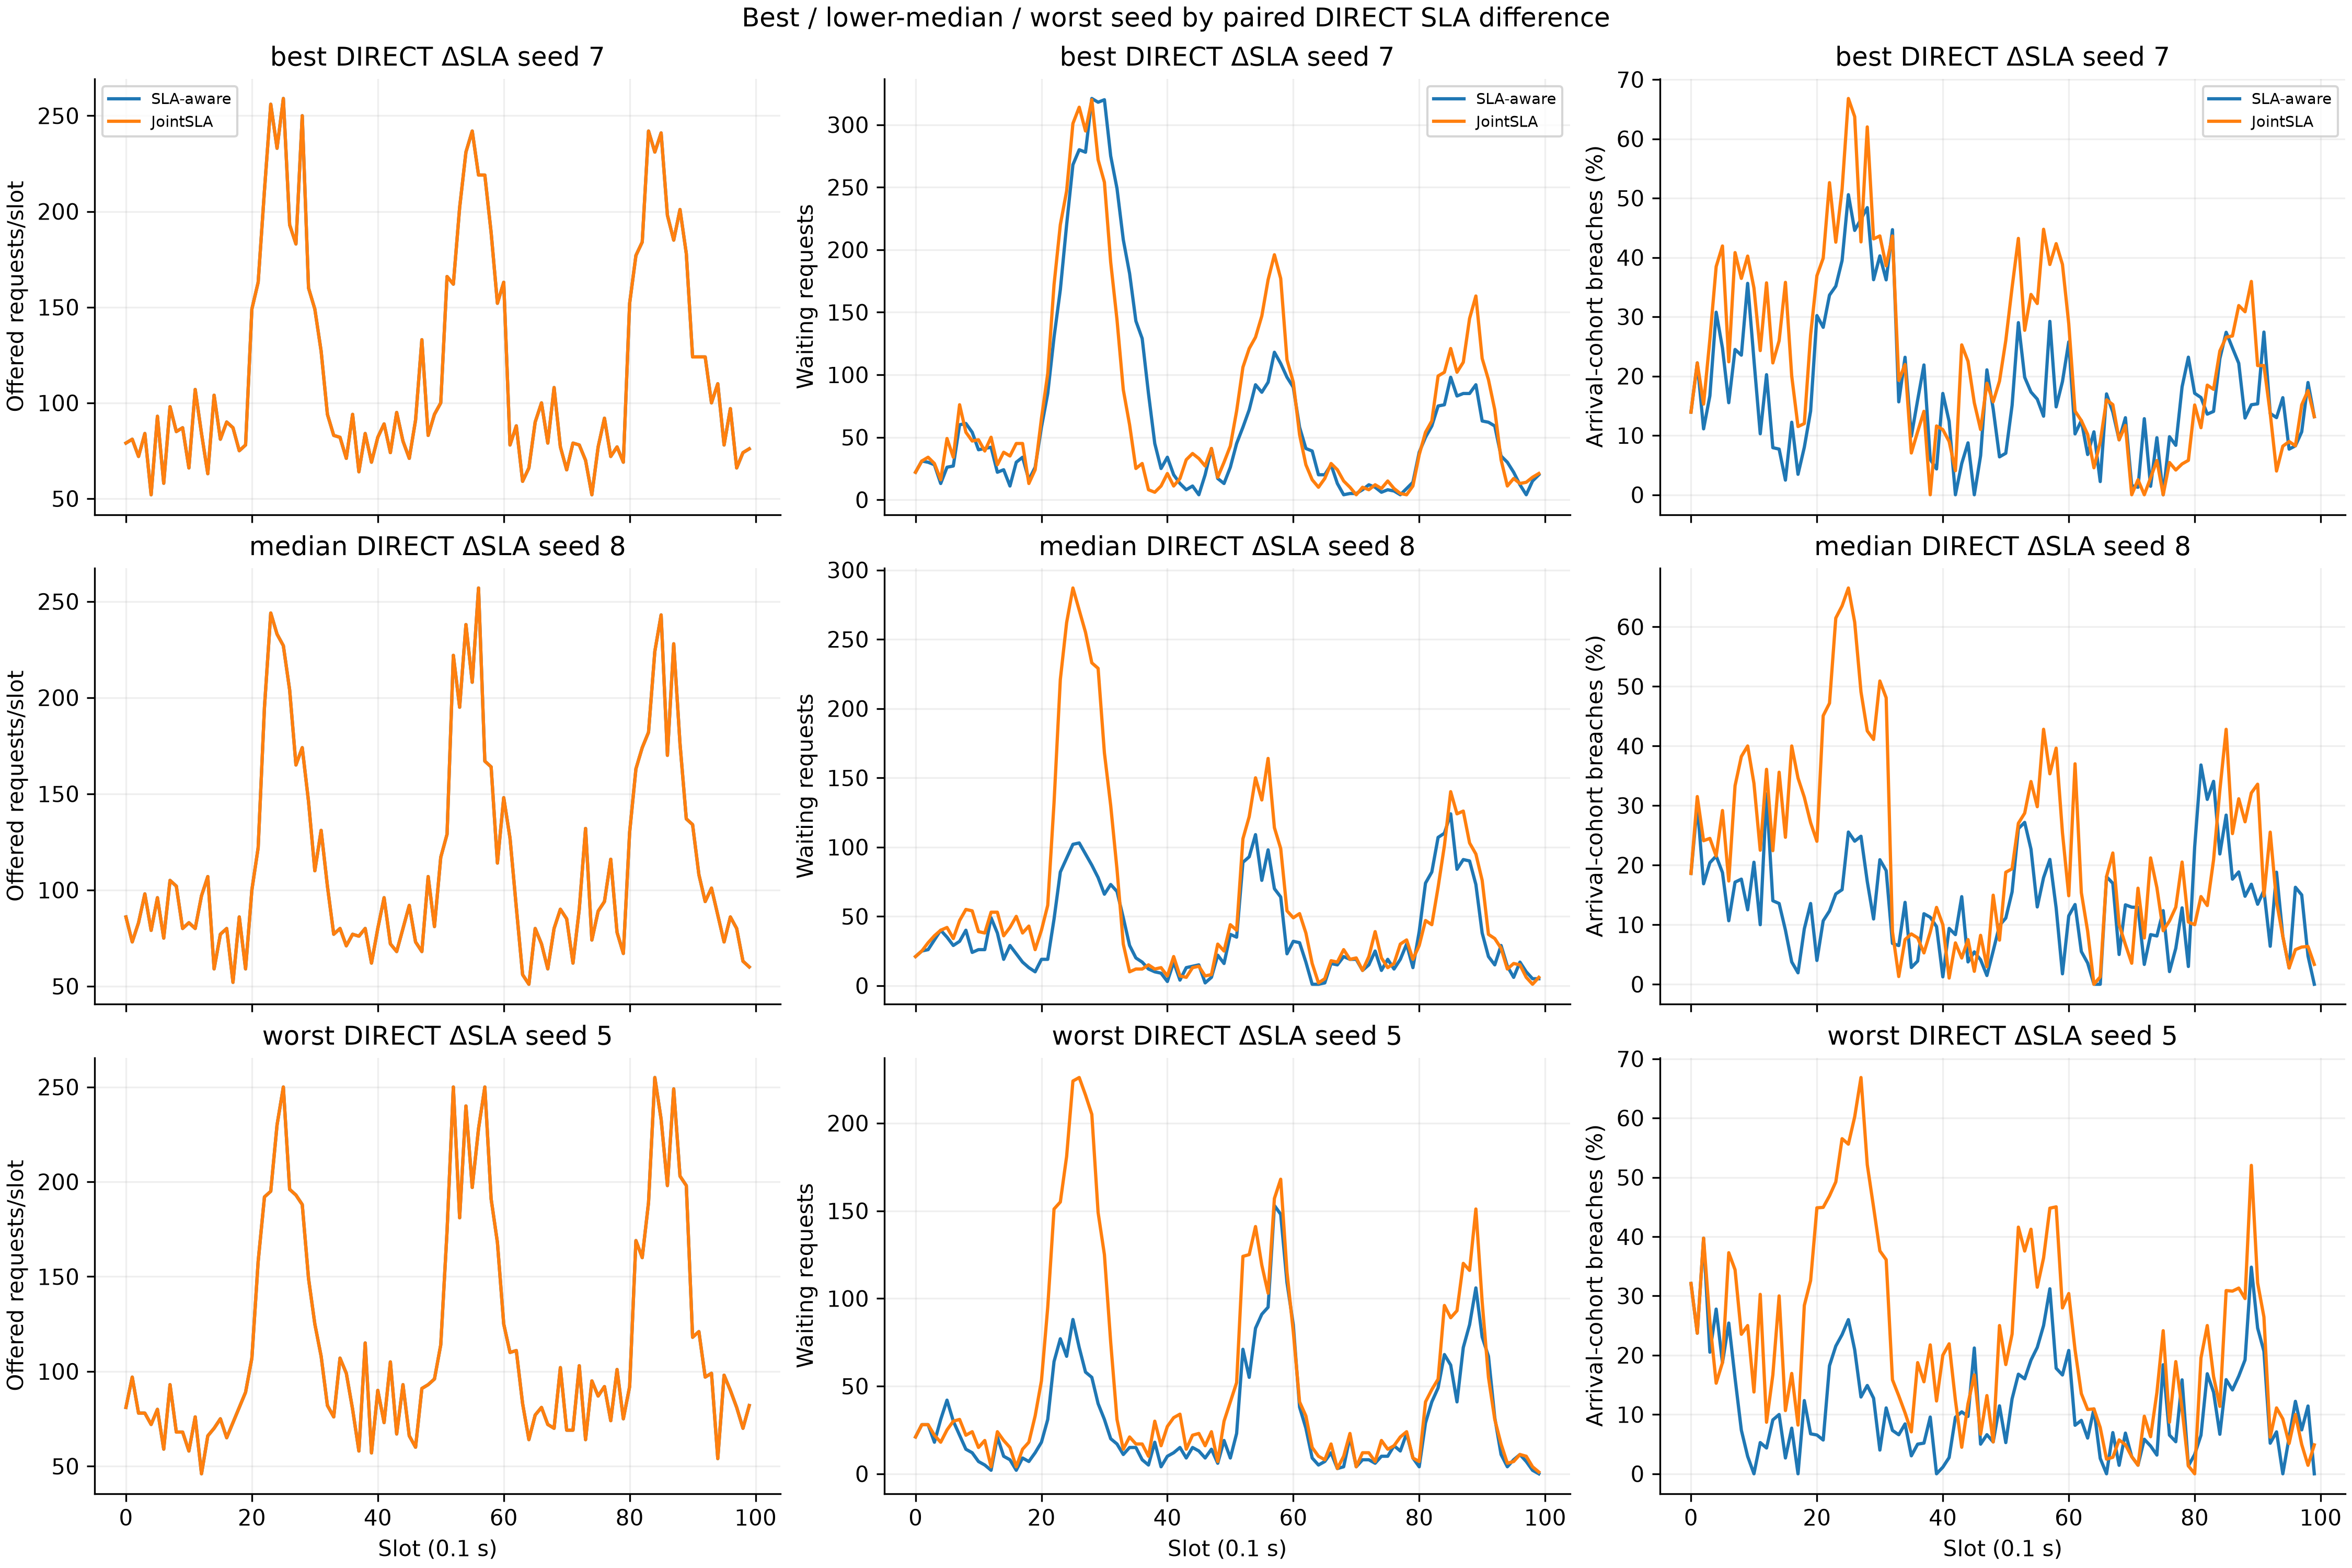 Best / lower-median / worst seed by paired DIRECT SLA difference
best DIRECT ΔSLA seed 7
best DIRECT ΔSLA seed 7
best DIRECT ΔSLA seed 7
Offered requests/slot
250
200
150
100
50
SLA-aware
JointSLA
Waiting requests
300
250
200
150
100
50
0
SLA-aware
JointSLA
Arrival-cohort breaches (%)
70
60
50
40
30
20
10
0
SLA-aware
JointSLA
median DIRECT ΔSLA seed 8
median DIRECT ΔSLA seed 8
median DIRECT ΔSLA seed 8
Offered requests/slot
250
200
150
100
50
Waiting requests
300
250
200
150
100
50
0
Arrival-cohort breaches (%)
60
50
40
30
20
10
0
worst DIRECT ΔSLA seed 5
worst DIRECT ΔSLA seed 5
worst DIRECT ΔSLA seed 5
Offered requests/slot
250
200
150
100
50
0 20 40 60 80 100
Slot (0.1 s)
Waiting requests
200
150
100
50
0
0 20 40 60 80 100
Slot (0.1 s)
Arrival-cohort breaches (%)
70
60
50
40
30
20
10
0
0 20 40 60 80 100
Slot (0.1 s)